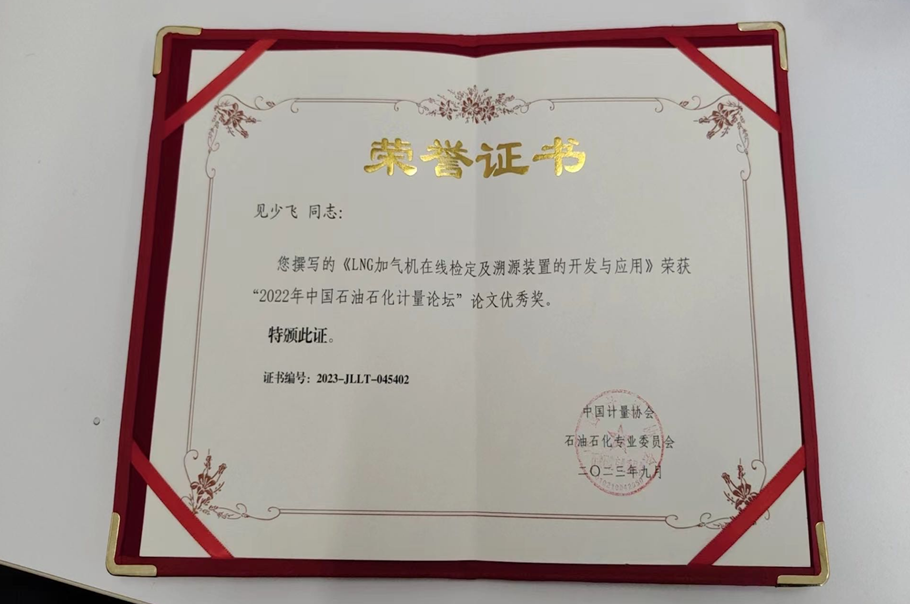 荣誉证书
见少飞 同志：
您撰写的《LNG加气机在线检定及溯源装置的开发与应用》荣获
“2022年中国石油石化计量论坛”论文优秀奖。
特颁此证。
证书编号：2023-JLLT-045402
中国计量协会
石油石化专业委员会
二〇二三年九月